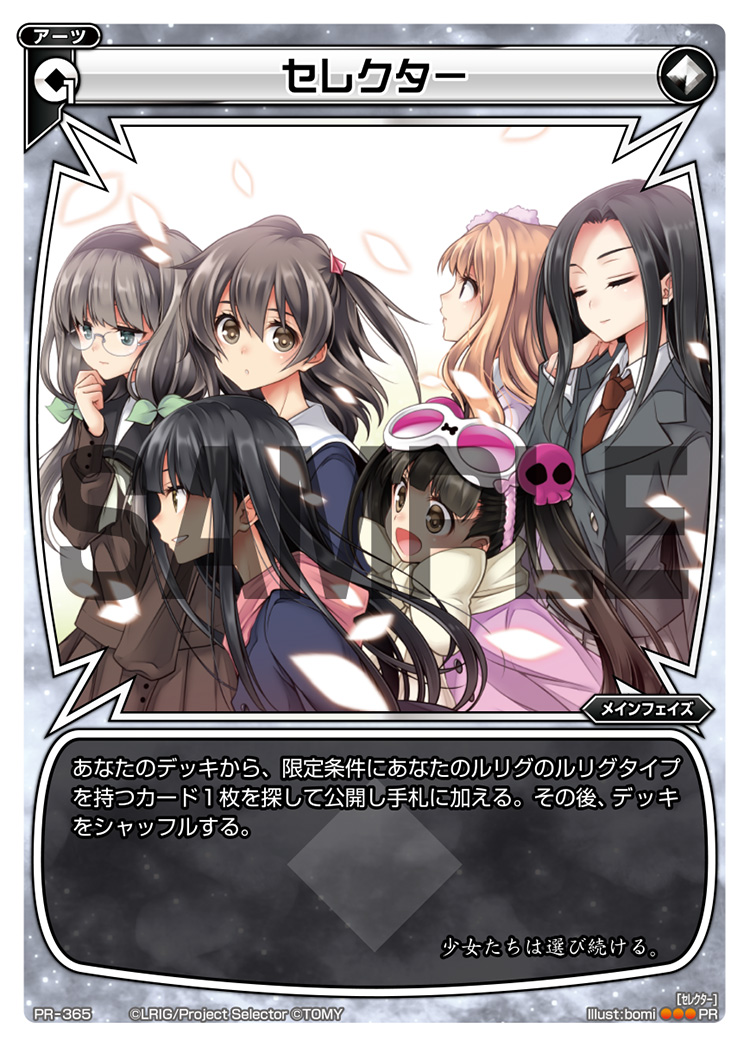 アーツ
セレクター
1
SAMPLE
メインフェイズ
あなたのデッキから、限定条件にあなたのルリグのルリグタイプ
を持つカード1枚を探して公開し手札に加える。その後、デッキ
をシャッフルする。
少女たちは選び続ける。
[セレクター]
PR-365 ©LRIG/Project Selector ©TOMY Illust:bomi PR